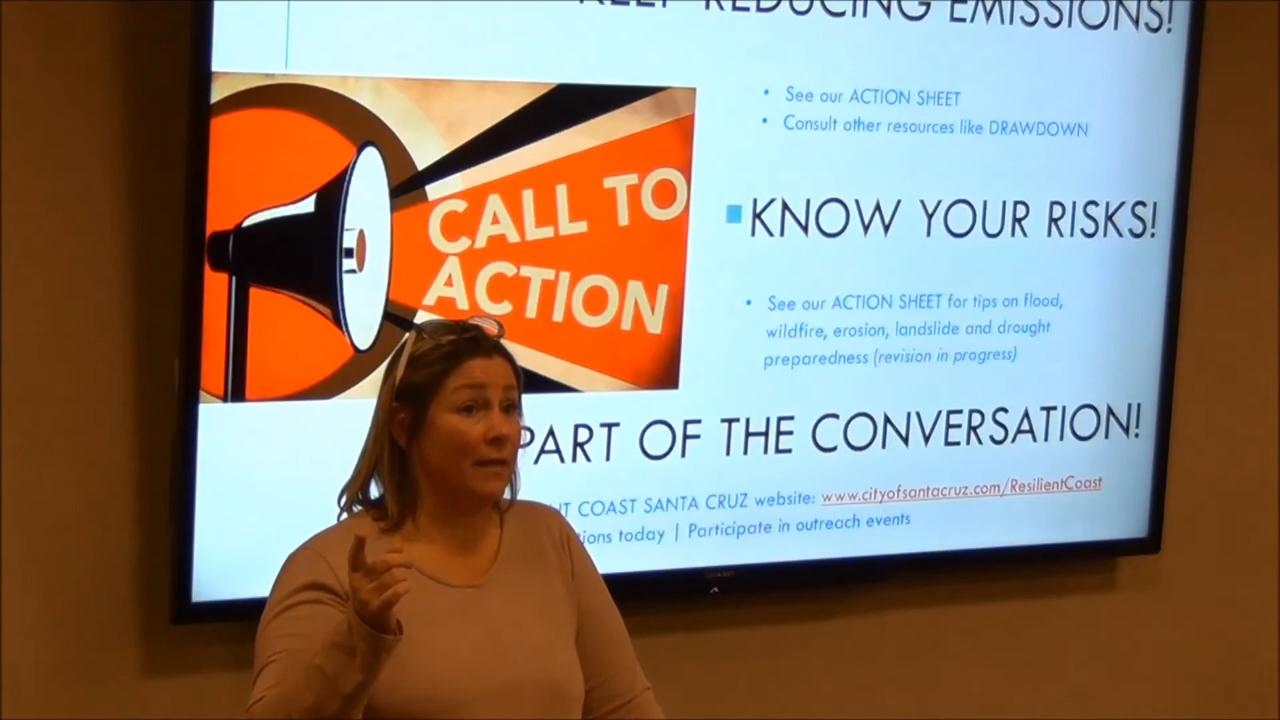 KEEP REDUCING EMISSIONS!
• See our ACTION SHEET
• Consult other resources like DRAWDOWN
CALL TO
ACTION
KNOW YOUR RISKS!
• See our ACTION SHEET for tips on flood,
wildfire, erosion, landslide and drought
preparedness (revision in progress)
PART OF THE CONVERSATION!
COAST SANTA CRUZ website: www.cityofsantacruz.com/ResilientCoast
today | Participate in outreach events